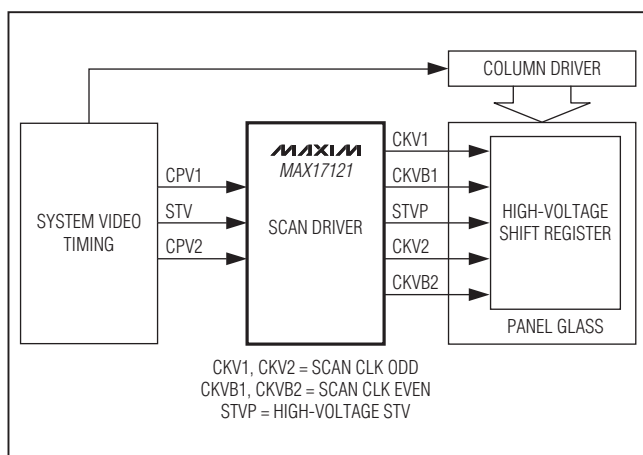 COLUMN DRIVER
SYSTEM VIDEO
TIMING
CPV1
STV
CPV2
MAXIM
MAX17121
SCAN DRIVER
CKV1
CKVB1
STVP
CKV2
CKVB2
HIGH-VOLTAGE
SHIFT REGISTER
PANEL GLASS
CKV1, CKV2 = SCAN CLK ODD
CKVB1, CKVB2 = SCAN CLK EVEN
STVP = HIGH-VOLTAGE STV